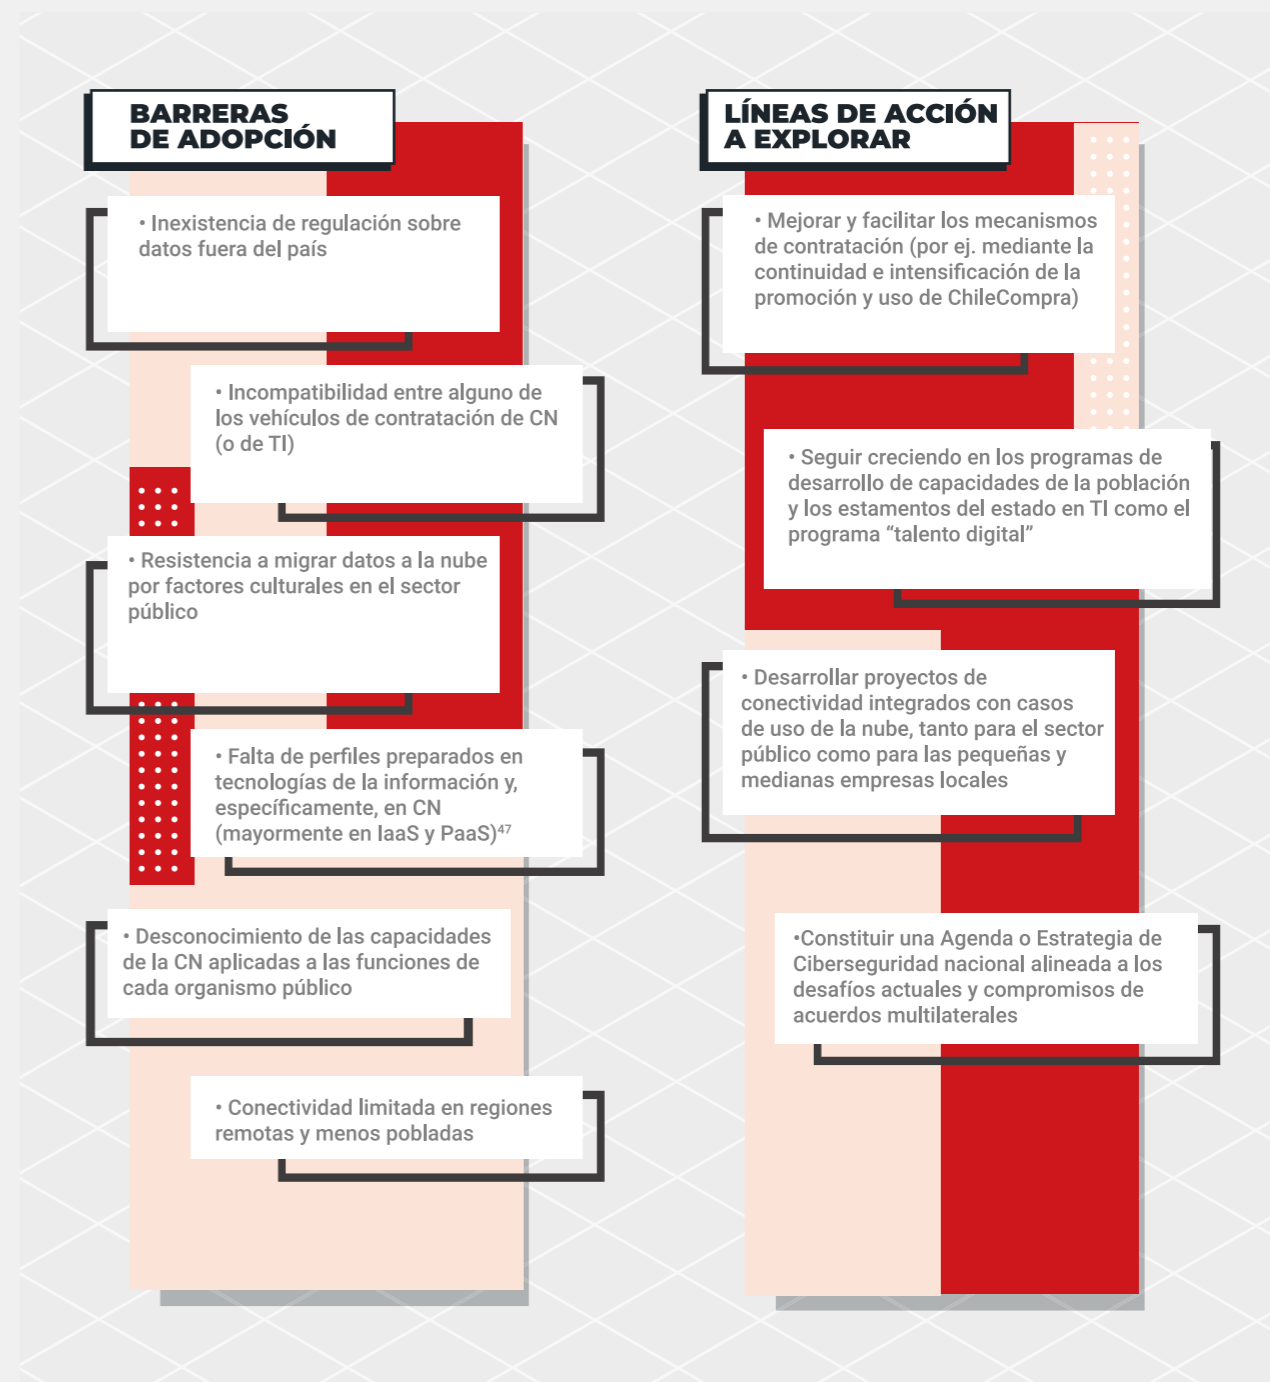 BARRERAS
DE ADOPCIÓN
• Inexistencia de regulación sobre
datos fuera del país
• Incompatibilidad entre alguno de
los vehículos de contratación de CN
(o de TI)
• Resistencia a migrar datos a la nube
por factores culturales en el sector
público
• Falta de perfiles preparados en
tecnologías de la información y,
específicamente, en CN
(mayormente en IaaS y PaaS)⁴⁷
• Desconocimiento de las capacidades
de la CN aplicadas a las funciones de
cada organismo público
• Conectividad limitada en regiones
remotas y menos pobladas
LÍNEAS DE ACCIÓN
A EXPLORAR
• Mejorar y facilitar los mecanismos
de contratación (por ej. mediante la
continuidad e intensificación de la
promoción y uso de ChileCompra)
• Seguir creciendo en los programas de
desarrollo de capacidades de la población
y los estamentos del estado en TI como el
programa “talento digital”
• Desarrollar proyectos de
conectividad integrados con casos
de uso de la nube, tanto para el sector
público como para las pequeñas y
medianas empresas locales
•Constituir una Agenda o Estrategia de
Ciberseguridad nacional alineada a los
desafíos actuales y compromisos de
acuerdos multilaterales